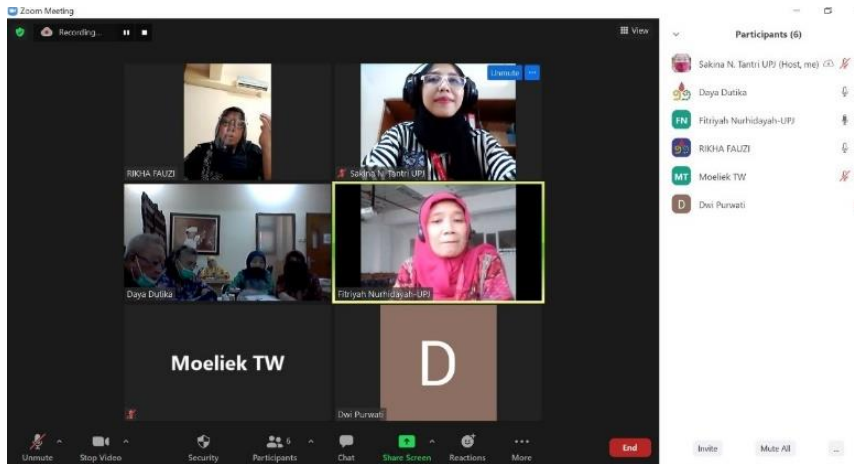 Zoom Meeting
Recording...
View
RIKHA FAUZI
Unmute ...
Sakina N. Tantri UPJ
Daya Dutika
Fitriyah Nurhidayah-UPJ
Moeliek TW
D
Dwi Purwati
Unmute
Stop Video
Security
6
Participants
Chat
Share Screen
Reactions
More
End
Participants (6)
Sakina N. Tantri UPJ (Host, me)
Daya Dutika
FN Fitriyah Nurhidayah-UPJ
RIKHA FAUZI
MT Moeliek TW
D Dwi Purwati
Invite
Mute All
...